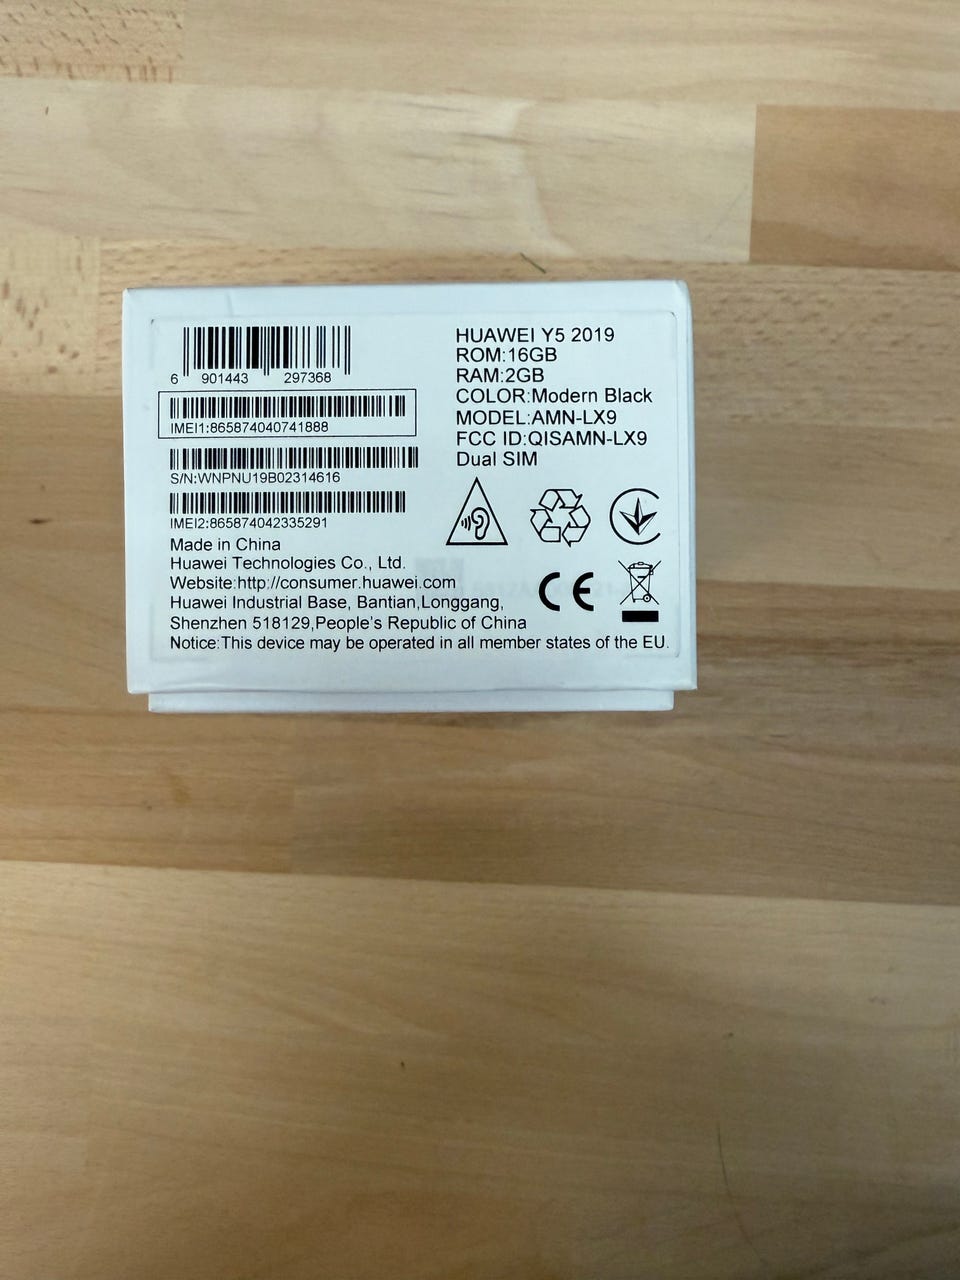 6 901443 297368
IMEI1:865874040741888
S/N:WNPNU19B02314616
IMEI2:865874042335291
HUAWEI Y5 2019
ROM:16GB
RAM:2GB
COLOR:Modern Black
MODEL:AMN-LX9
FCC ID:QISAMN-LX9
Dual SIM
CE
Made in China
Huawei Technologies Co., Ltd.
Website:http://consumer.huawei.com
Huawei Industrial Base, Bantian,Longgang,
Shenzhen 518129,People's Republic of China
Notice:This device may be operated in all member states of the EU.